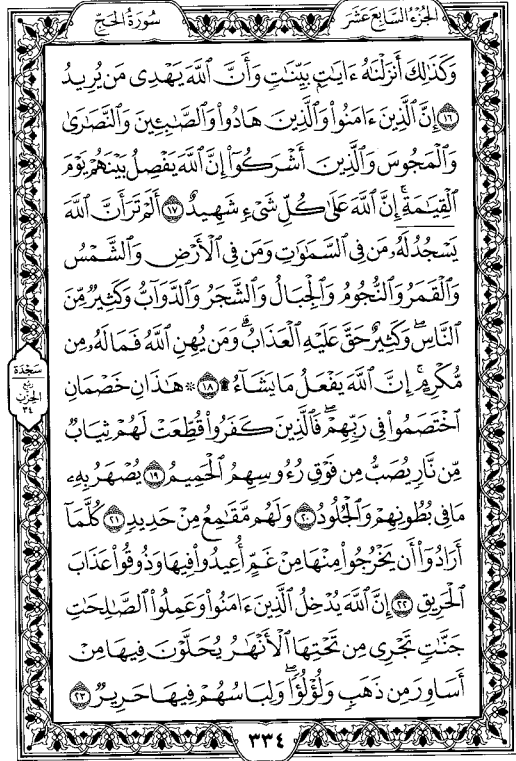 الجزء السابع عشر
سورة الحج
وَكَذَٰلِكَ أَنزَلْنَٰهُ ءَايَٰتٍۭ بَيِّنَٰتٍ وَأَنَّ ٱللَّهَ يَهْدِى مَن يُرِيدُ
١٦ إِنَّ ٱلَّذِينَ ءَامَنُوا۟ وَٱلَّذِينَ هَادُوا۟ وَٱلصَّٰبِـِٔينَ وَٱلنَّصَٰرَىٰ
وَٱلْمَجُوسَ وَٱلَّذِينَ أَشْرَكُوٓا۟ إِنَّ ٱللَّهَ يَفْصِلُ بَيْنَهُمْ يَوْمَ
ٱلْقِيَٰمَةِ ۚ إِنَّ ٱللَّهَ عَلَىٰ كُلِّ شَىْءٍ شَهِيدٌ ١٧ أَلَمْ تَرَ أَنَّ ٱللَّهَ
يَسْجُدُ لَهُۥ مَن فِى ٱلسَّمَٰوَٰتِ وَمَن فِى ٱلْأَرْضِ وَٱلشَّمْسُ
وَٱلْقَمَرُ وَٱلنُّجُومُ وَٱلْجِبَالُ وَٱلشَّجَرُ وَٱلدَّوَآبُّ وَكَثِيرٌ مِّنَ
ٱلنَّاسِ ۖ وَكَثِيرٌ حَقَّ عَلَيْهِ ٱلْعَذَابُ ۗ وَمَن يُهِنِ ٱللَّهُ فَمَا لَهُۥ مِن
مُّكْرِمٍ ۚ إِنَّ ٱللَّهَ يَفْعَلُ مَا يَشَآءُ ۩ ١٨ ۞ هَٰذَانِ خَصْمَانِ
ٱخْتَصَمُوا۟ فِى رَبِّهِمْ ۖ فَٱلَّذِينَ كَفَرُوا۟ قُطِّعَتْ لَهُمْ ثِيَابٌ
مِّن نَّارٍ يُصَبُّ مِن فَوْقِ رُءُوسِهِمُ ٱلْحَمِيمُ ١٩ يُصْهَرُ بِهِۦ
مَا فِى بُطُونِهِمْ وَٱلْجُلُودُ ٢٠ وَلَهُم مَّقَٰمِعُ مِنْ حَدِيدٍ ٢١ كُلَّمَآ
أَرَادُوٓا۟ أَن يَخْرُجُوا۟ مِنْهَا مِنْ غَمٍّ أُعِيدُوا۟ فِيهَا وَذُوقُوا۟ عَذَابَ
ٱلْحَرِيقِ ٢٢ إِنَّ ٱللَّهَ يُدْخِلُ ٱلَّذِينَ ءَامَنُوا۟ وَعَمِلُوا۟ ٱلصَّٰلِحَٰتِ
جَنَّٰتٍ تَجْرِى مِن تَحْتِهَا ٱلْأَنْهَٰرُ يُحَلَّوْنَ فِيهَا مِنْ
أَسَاوِرَ مِن ذَهَبٍ وَلُؤْلُؤًا ۖ وَلِبَاسُهُمْ فِيهَا حَرِيرٌ ٢٣
سجدة
ربع
الحزب
٣٤
٣٣٤